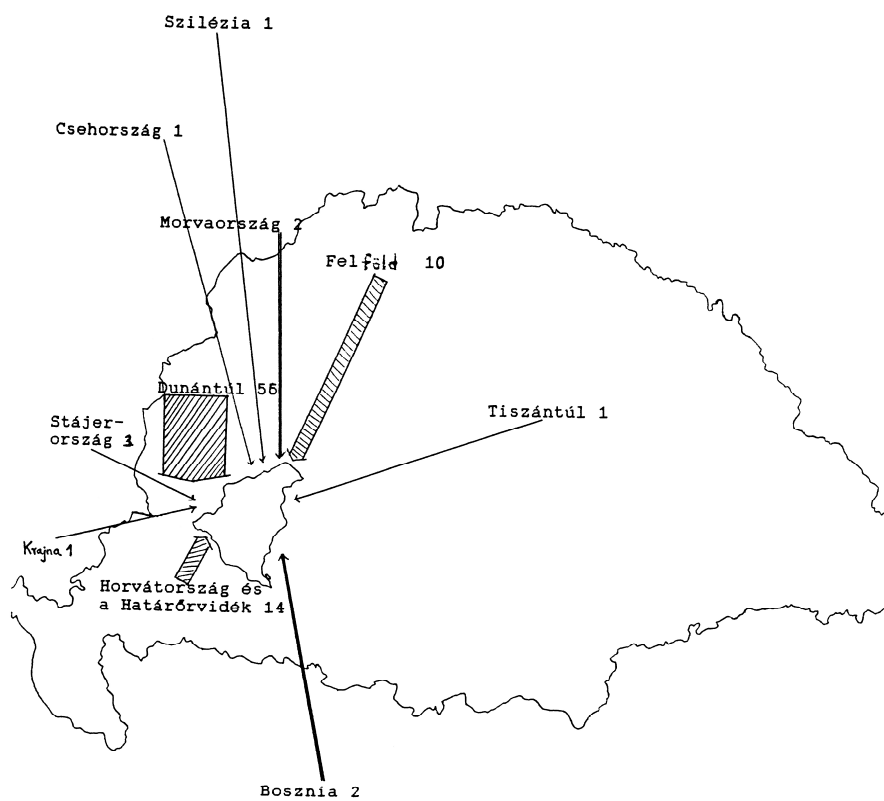 Szilézia 1
Csehország 1
Morvaország 2
Felföld 10
Dunántúl 56
Stájer-
ország
Tiszántúl 1
Krajna 1
Horvátország és
a Határőrvidék 14
Bosznia 2